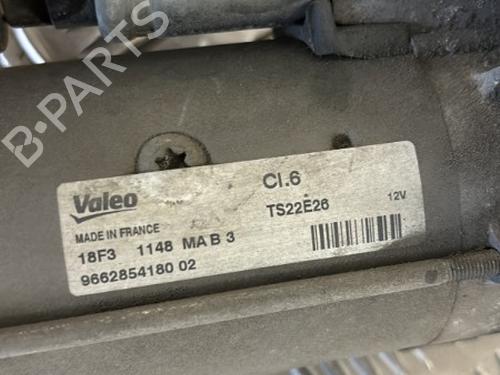 B-PARTS
Valeo
Cl.6
MADE IN FRANCE
TS22E26
12V
18F3 1148 MA B 3
9662854180 02